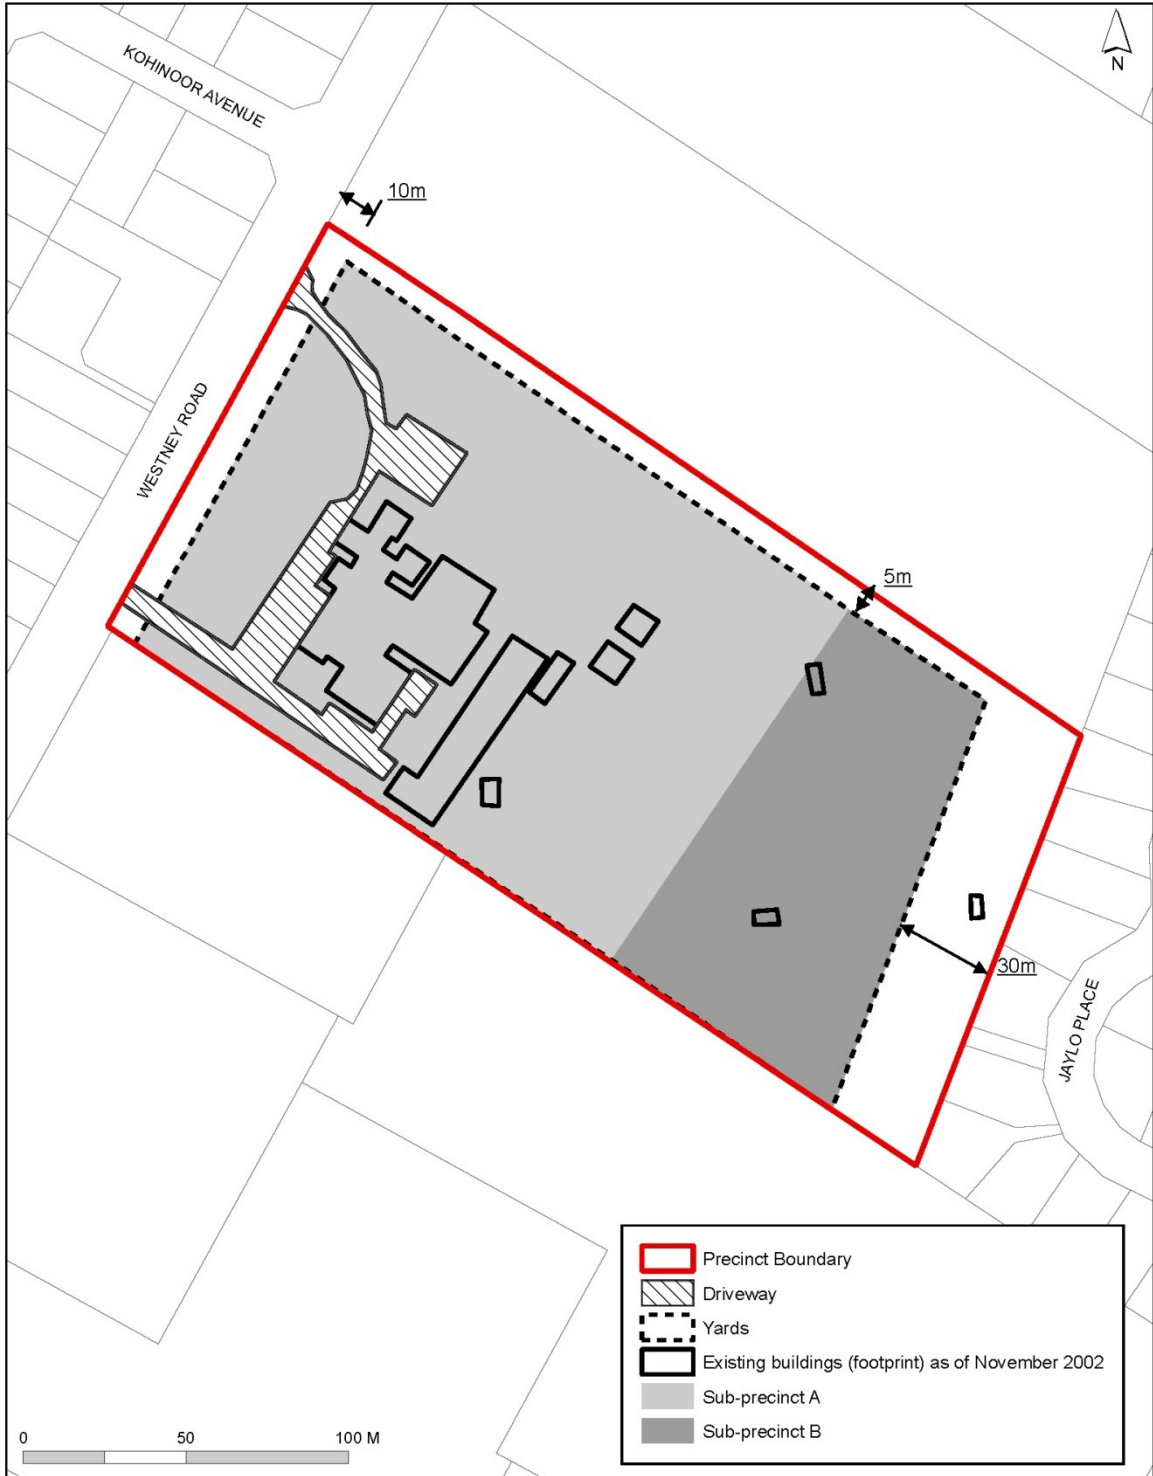 KOHINOOR AVENUE
N
10m
WESTNEY ROAD
5m
30m
JAYLO PLACE
Precinct Boundary
Driveway
Yards
Existing buildings (footprint) as of November 2002
Sub-precinct A
Sub-precinct B
0 50 100 M